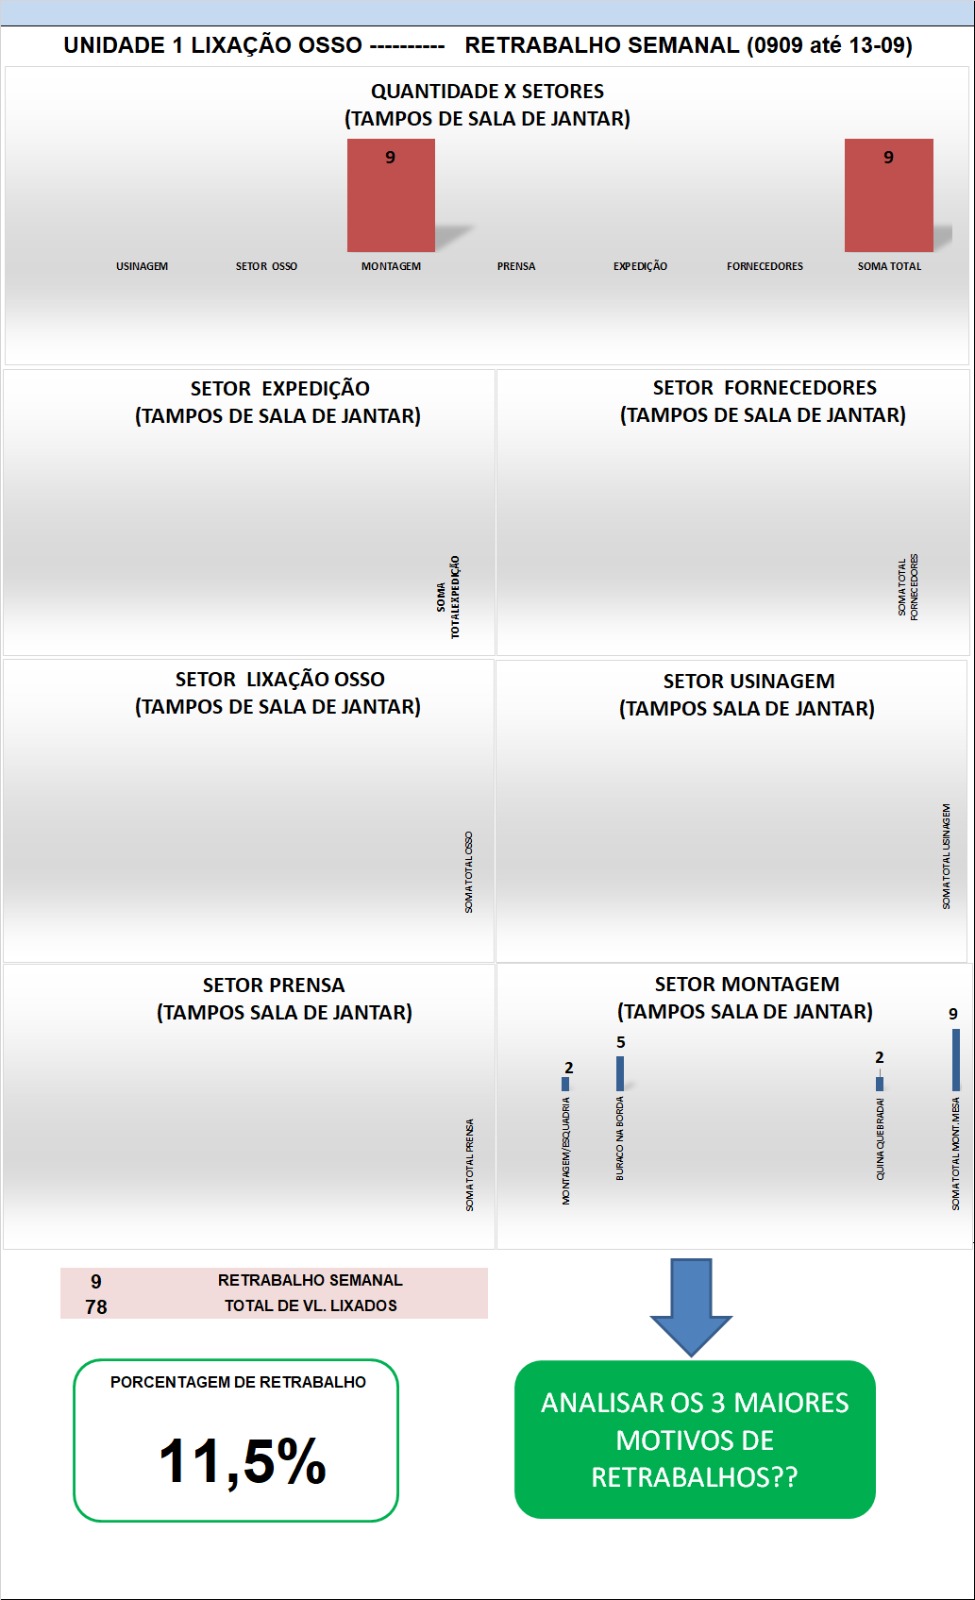 UNIDADE 1 LIXAÇÃO OSSO ---------- RETRABALHO SEMANAL (0909 até 13-09)
QUANTIDADE X SETORES
(TAMPOS DE SALA DE JANTAR)
9
9
USINAGEM
SETOR OSSO
MONTAGEM
PRENSA
EXPEDIÇÃO
FORNECEDORES
SOMA TOTAL
SETOR EXPEDIÇÃO
(TAMPOS DE SALA DE JANTAR)
SOMA
TOTALEXPEDIÇÃO
SETOR FORNECEDORES
(TAMPOS DE SALA DE JANTAR)
SOMA TOTAL
FORNECEDORES
SETOR LIXAÇÃO OSSO
(TAMPOS DE SALA DE JANTAR)
SOMA TOTAL OSSO
SETOR USINAGEM
(TAMPOS SALA DE JANTAR)
SOMA TOTAL USINAGEM
SETOR PRENSA
(TAMPOS SALA DE JANTAR)
SOMA TOTAL PRENSA
SETOR MONTAGEM
(TAMPOS SALA DE JANTAR)
2
5
2
9
MONTAGEM/ESQUADRIA
BURACO NA BORDA
QUINA QUEBRADA!
SOMA TOTAL MONT.MESA
9 RETRABALHO SEMANAL
78 TOTAL DE VL. LIXADOS
PORCENTAGEM DE RETRABALHO
11,5%
ANALISAR OS 3 MAIORES
MOTIVOS DE
RETRABALHOS??